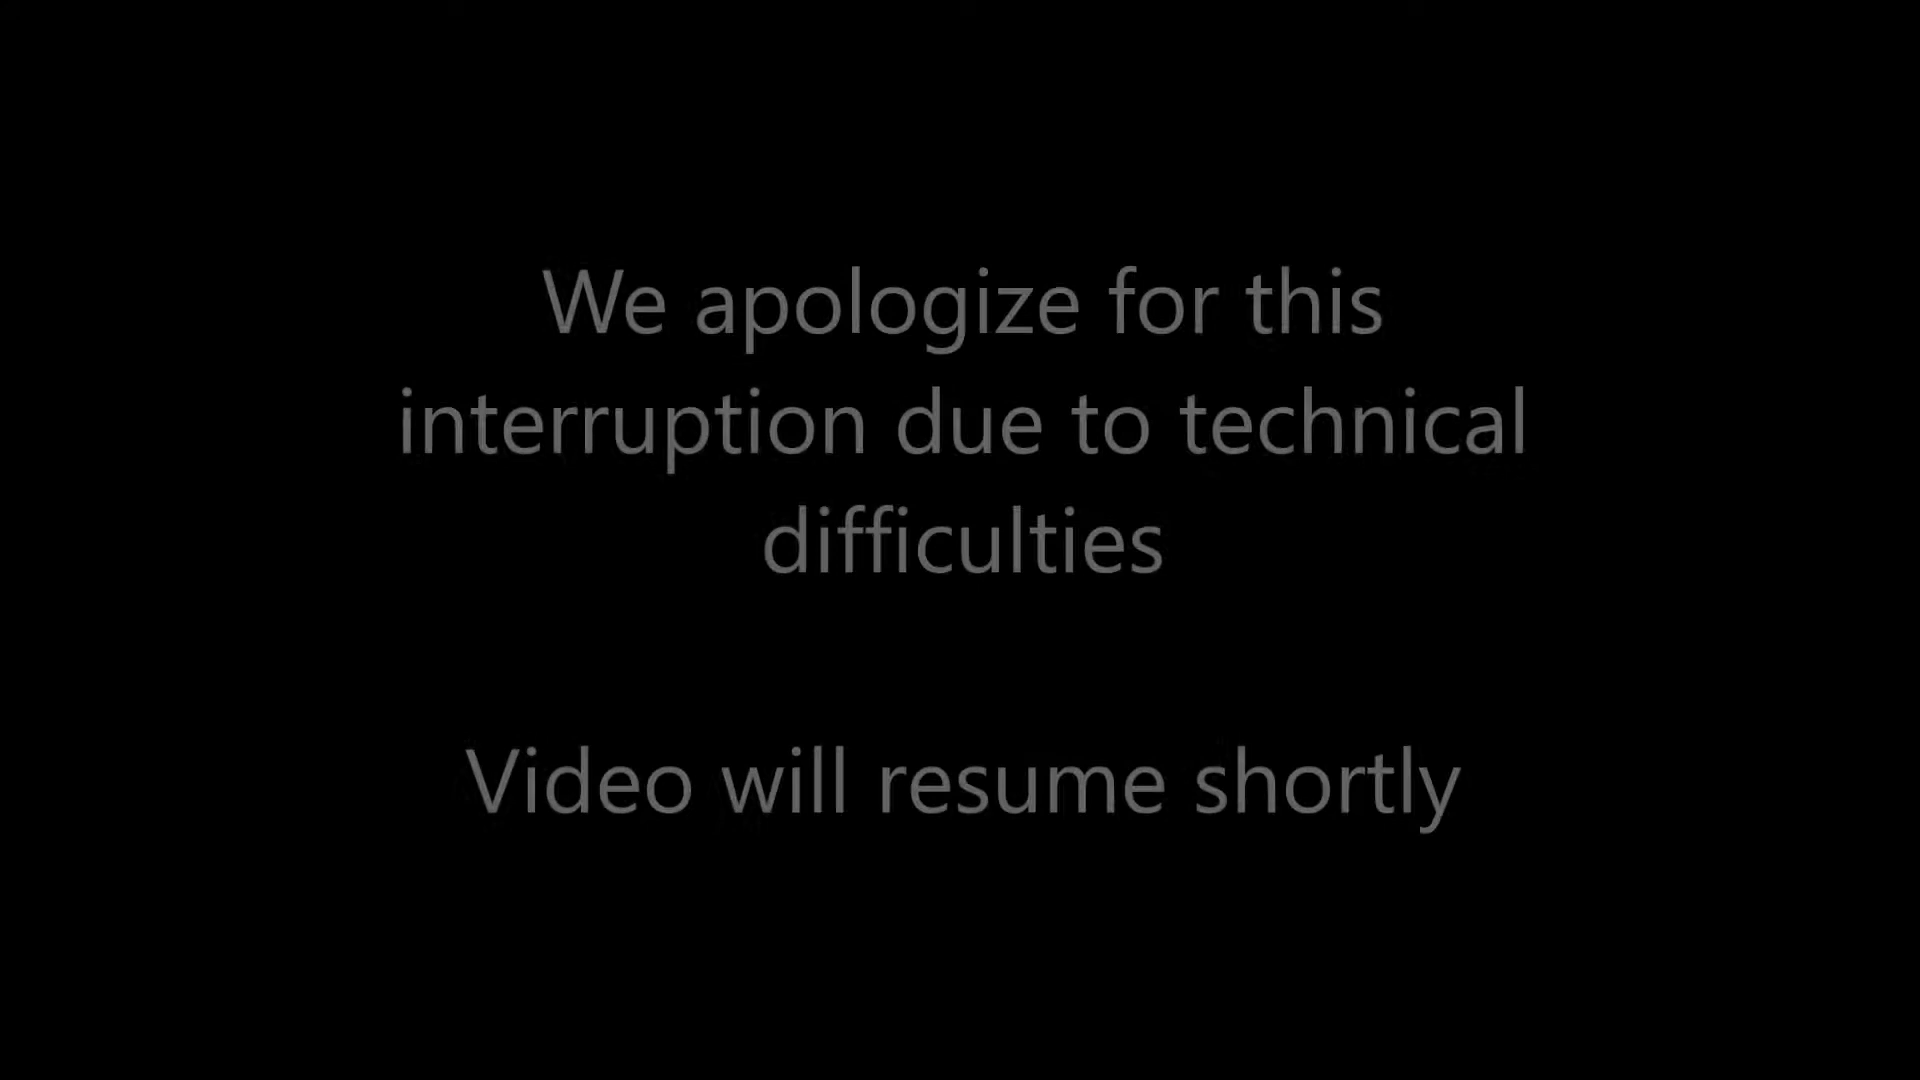 We apologize for this
interruption due to technical
difficulties
Video will resume shortly